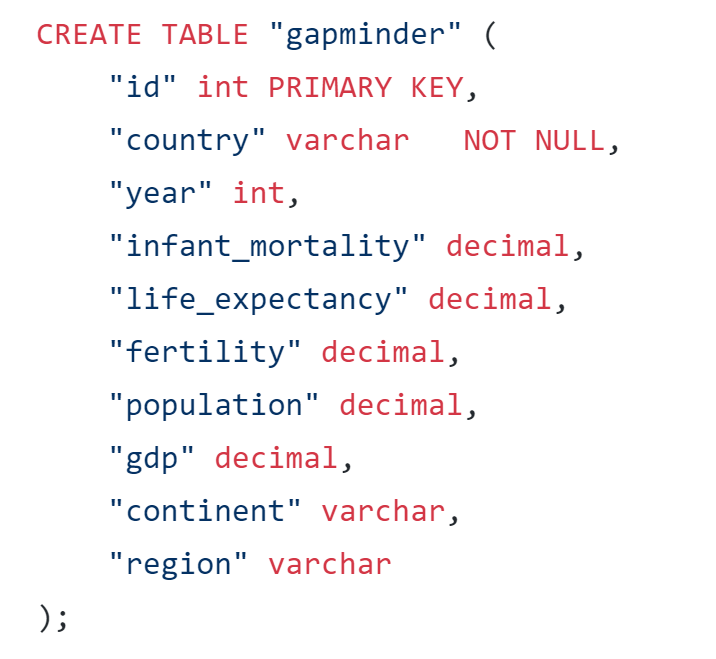 CREATE TABLE "gapminder" (
    "id" int PRIMARY KEY,
    "country" varchar   NOT NULL,
    "year" int,
    "infant_mortality" decimal,
    "life_expectancy" decimal,
    "fertility" decimal,
    "population" decimal,
    "gdp" decimal,
    "continent" varchar,
    "region" varchar
);